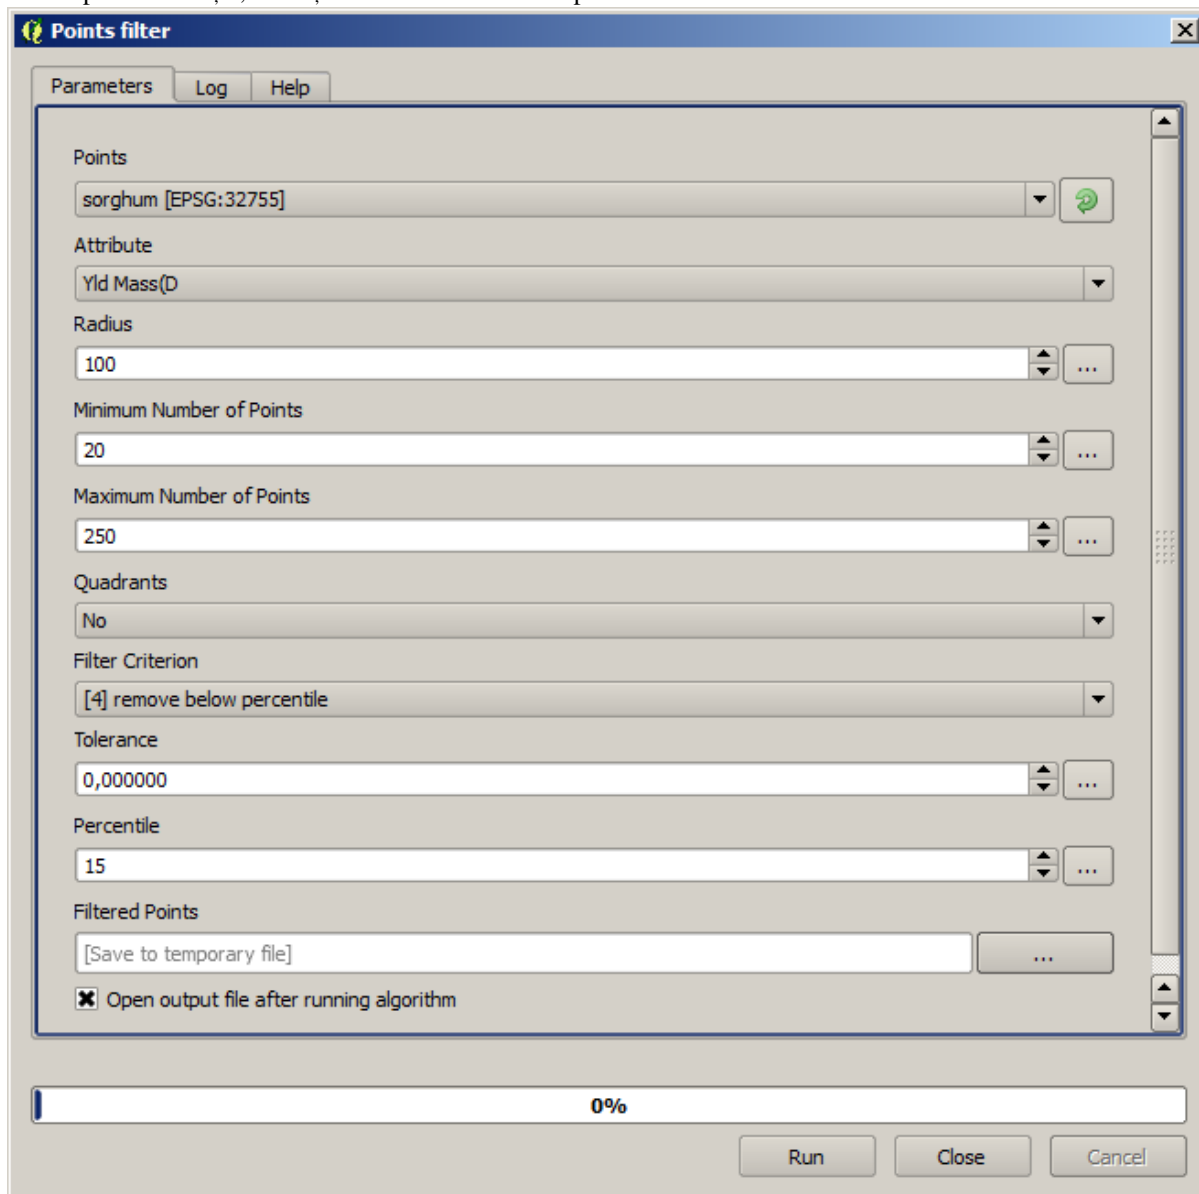 Points filter
Parameters Log Help
Points
sorghum [EPSG:32755]
Attribute
Yld Mass(D
Radius
100
...
Minimum Number of Points
20
...
Maximum Number of Points
250
...
Quadrants
No
Filter Criterion
[4] remove below percentile
Tolerance
0,000000
...
Percentile
15
...
Filtered Points
[Save to temporary file]
...
Open output file after running algorithm
0%
Run Close Cancel